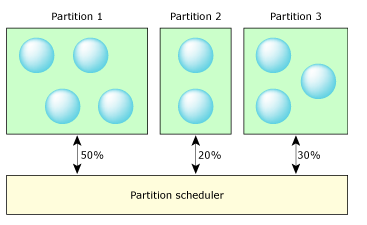 Partition 1
Partition 2
Partition 3
50%
20%
30%
Partition scheduler